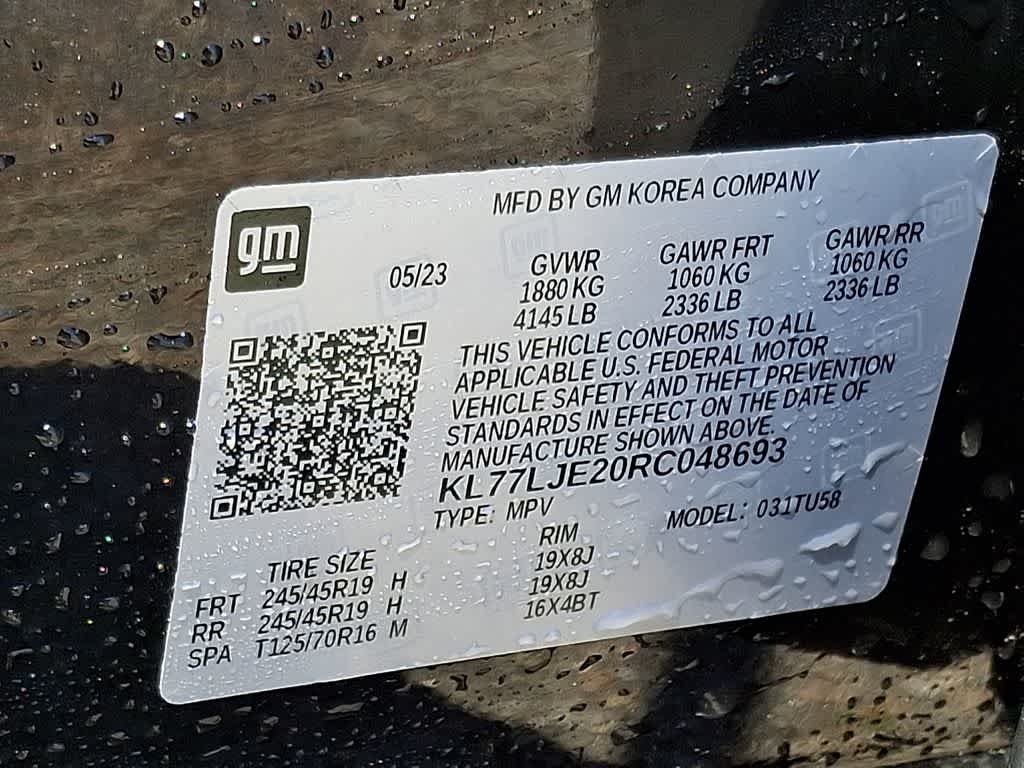 MFD BY GM KOREA COMPANY
gm
05/23
GVWR GAWR FRT GAWR RR
1880 KG 1060 KG 1060 KG
4145 LB 2336 LB 2336 LB
THIS VEHICLE CONFORMS TO ALL
APPLICABLE U.S. FEDERAL MOTOR
VEHICLE SAFETY AND THEFT PREVENTION
STANDARDS IN EFFECT ON THE DATE OF
MANUFACTURE SHOWN ABOVE.
KL77LJE20RC048693
TYPE: MPV MODEL: 031TU58
TIRE SIZE RIM
FRT 245/45R19 H 19X8J
RR 245/45R19 H 19X8J
SPA T125/70R16 M 16X4BT